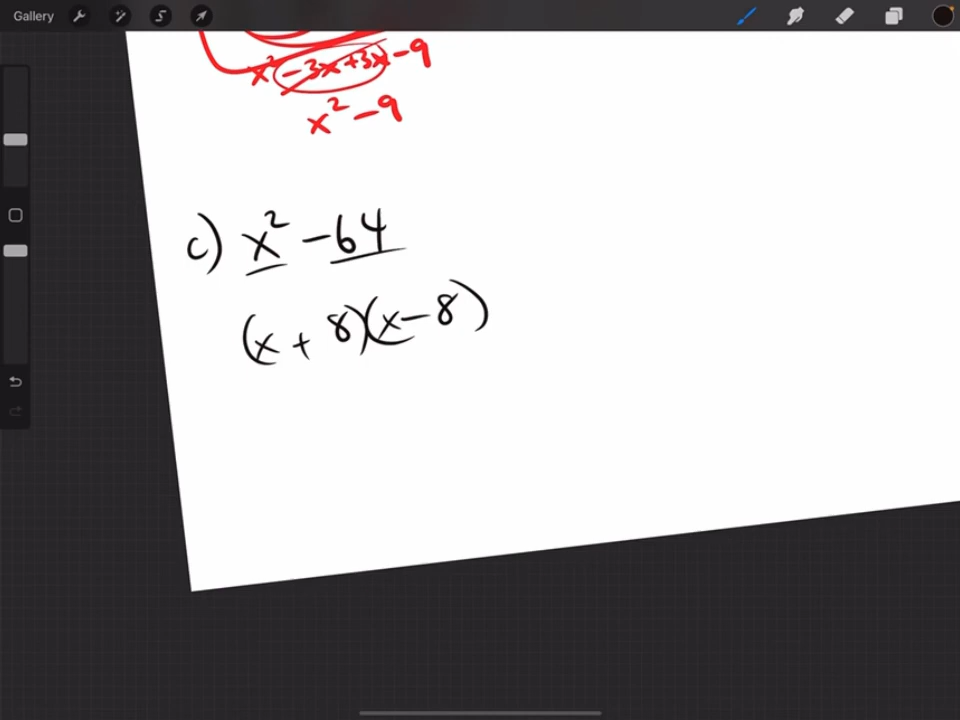 Gallery
x² - 3x + 3x - 9
x² - 9
c) x² - 64
(x + 8)(x - 8)